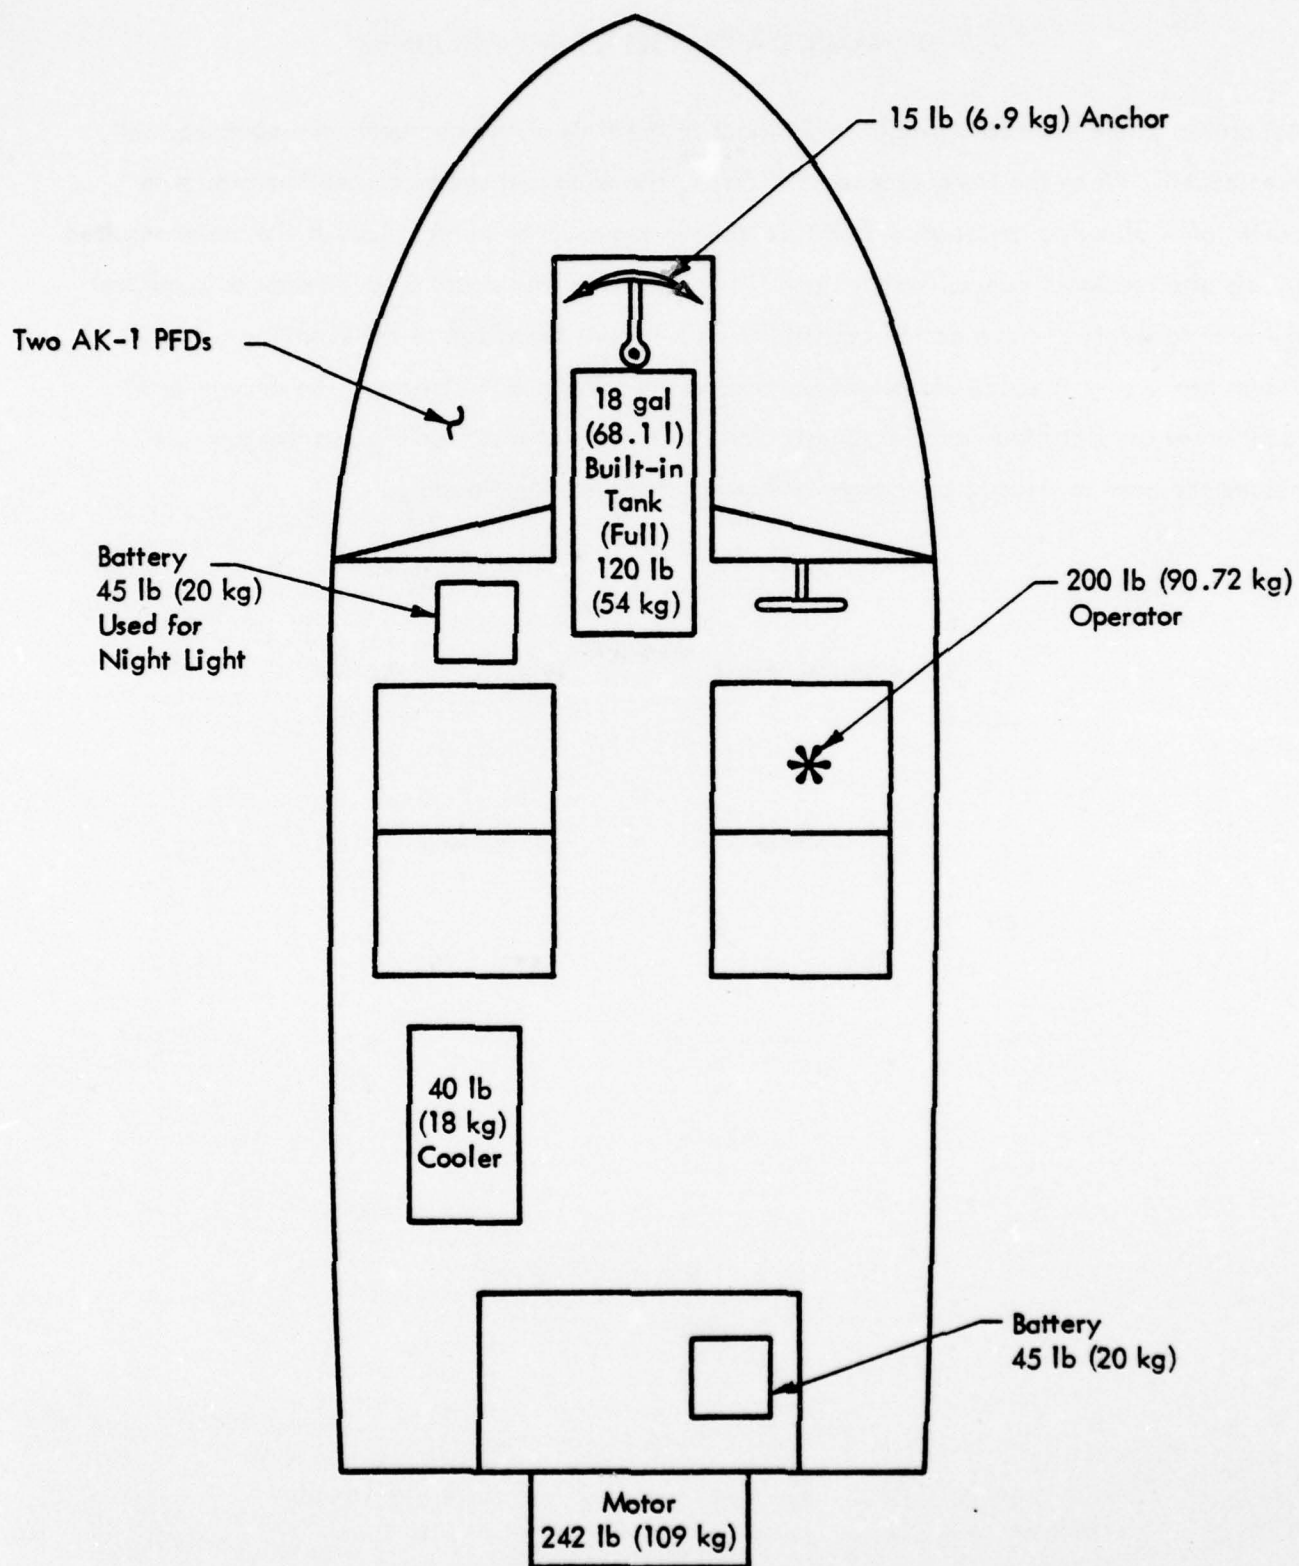 15 lb (6.9 kg) Anchor
Two AK-1 PFDs
18 gal
(68.1 l)
Built-in
Tank
(Full)
120 lb
(54 kg)
Battery
45 lb (20 kg)
Used for
Night Light
200 lb (90.72 kg)
Operator
40 lb
(18 kg)
Cooler
Battery
45 lb (20 kg)
Motor
242 lb (109 kg)